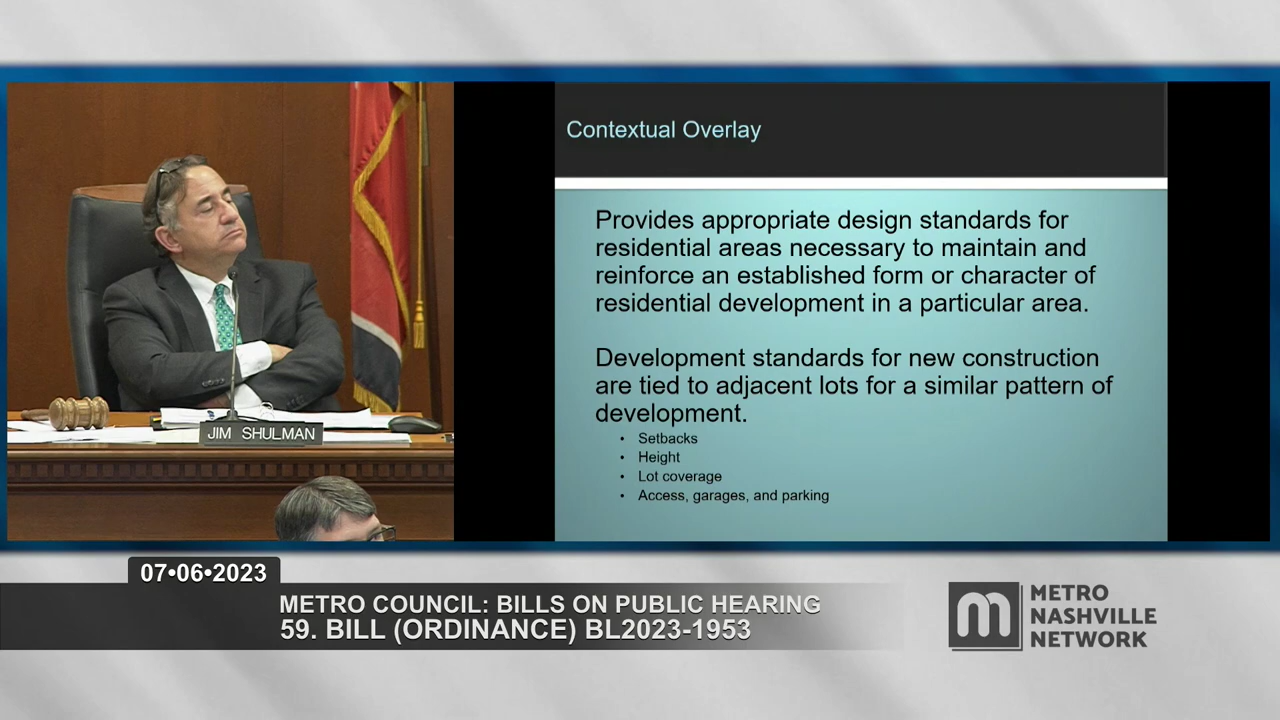 Contextual Overlay
Provides appropriate design standards for
residential areas necessary to maintain and
reinforce an established form or character of
residential development in a particular area.
Development standards for new construction
are tied to adjacent lots for a similar pattern of
development.
• Setbacks
• Height
• Lot coverage
• Access, garages, and parking
JIM SHULMAN
07•06•2023
METRO COUNCIL: BILLS ON PUBLIC HEARING
59. BILL (ORDINANCE) BL2023-1953
m
METRO
NASHVILLE
NETWORK